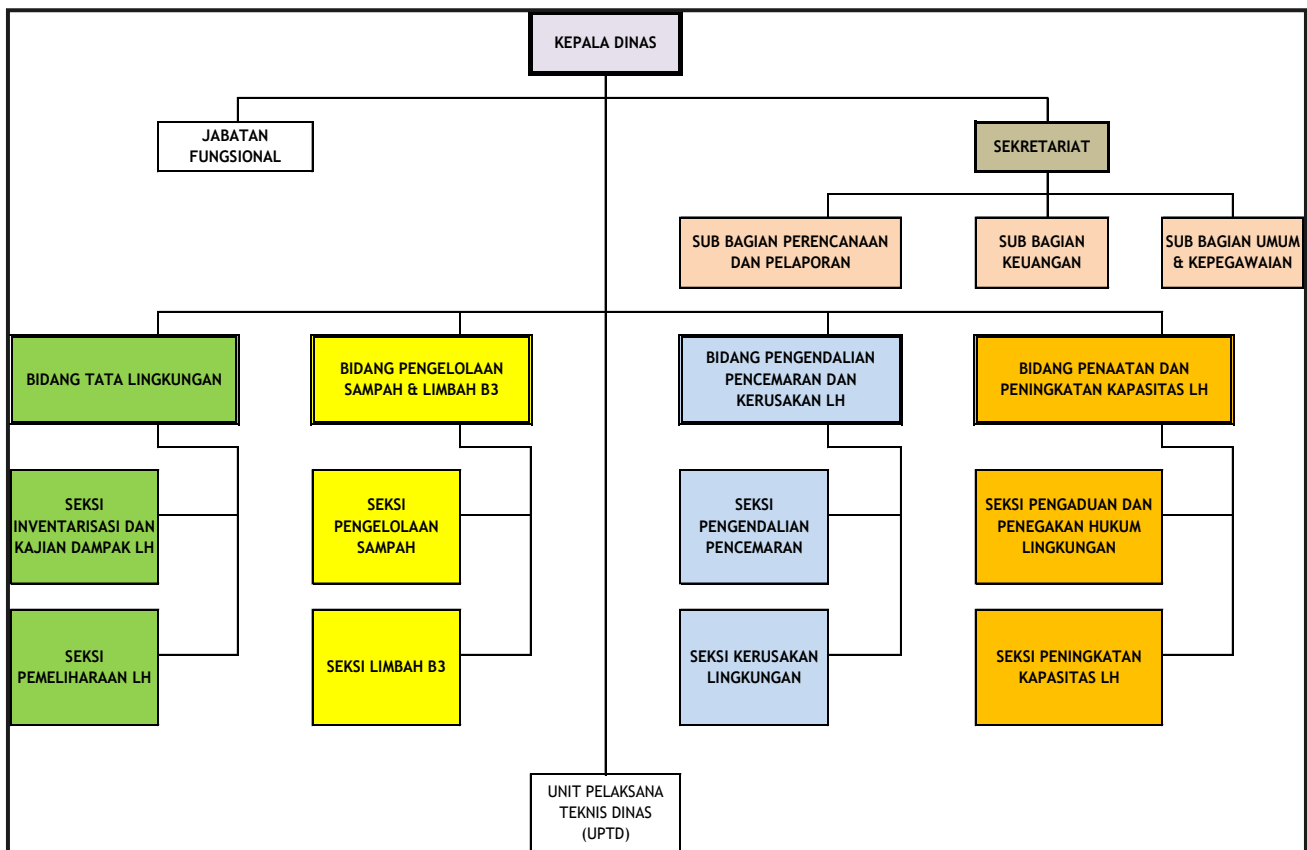 KEPALA DINAS
JABATAN
FUNGSIONAL
SEKRETARIAT
SUB BAGIAN PERENCANAAN
DAN PELAPORAN
SUB BAGIAN
KEUANGAN
SUB BAGIAN UMUM
& KEPEGAWAIAN
BIDANG TATA LINGKUNGAN
BIDANG PENGELOLAAN
SAMPAH & LIMBAH B3
BIDANG PENGENDALIAN
PENCEMARAN DAN
KERUSAKAN LH
BIDANG PENAATAN DAN
PENINGKATAN KAPASITAS LH
SEKSI
INVENTARISASI DAN
KAJIAN DAMPAK LH
SEKSI
PENGELOLAAN
SAMPAH
SEKSI
PENGENDALIAN
PENCEMARAN
SEKSI PENGADUAN DAN
PENEGAKAN HUKUM
LINGKUNGAN
SEKSI
PEMELIHARAAN LH
SEKSI LIMBAH B3
SEKSI KERUSAKAN
LINGKUNGAN
SEKSI PENINGKATAN
KAPASITAS LH
UNIT PELAKSANA
TEKNIS DINAS
(UPTD)